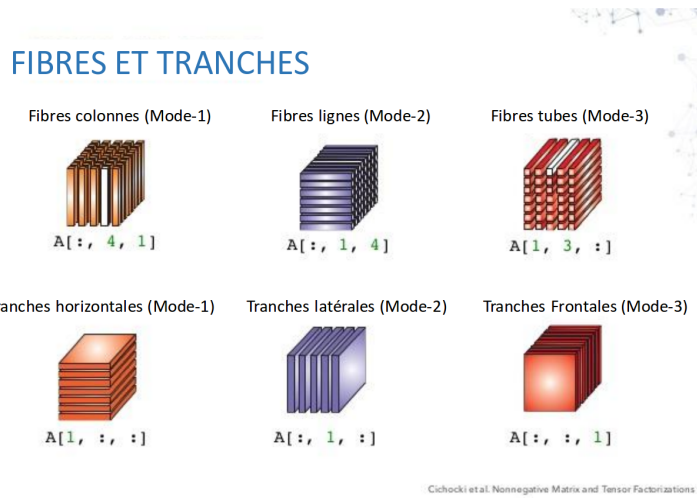 FIBRES ET TRANCHES
Fibres colonnes (Mode-1)
Fibres lignes (Mode-2)
Fibres tubes (Mode-3)
A[:, 4, 1]
A[:, 1, 4]
A[1, 3, :]
ranches horizontales (Mode-1)
Tranches latérales (Mode-2)
Tranches Frontales (Mode-3)
A[1, :, :]
A[:, 1, :]
A[:, :, 1]
Cichocki et al. Nonnegative Matrix and Tensor Factorizations